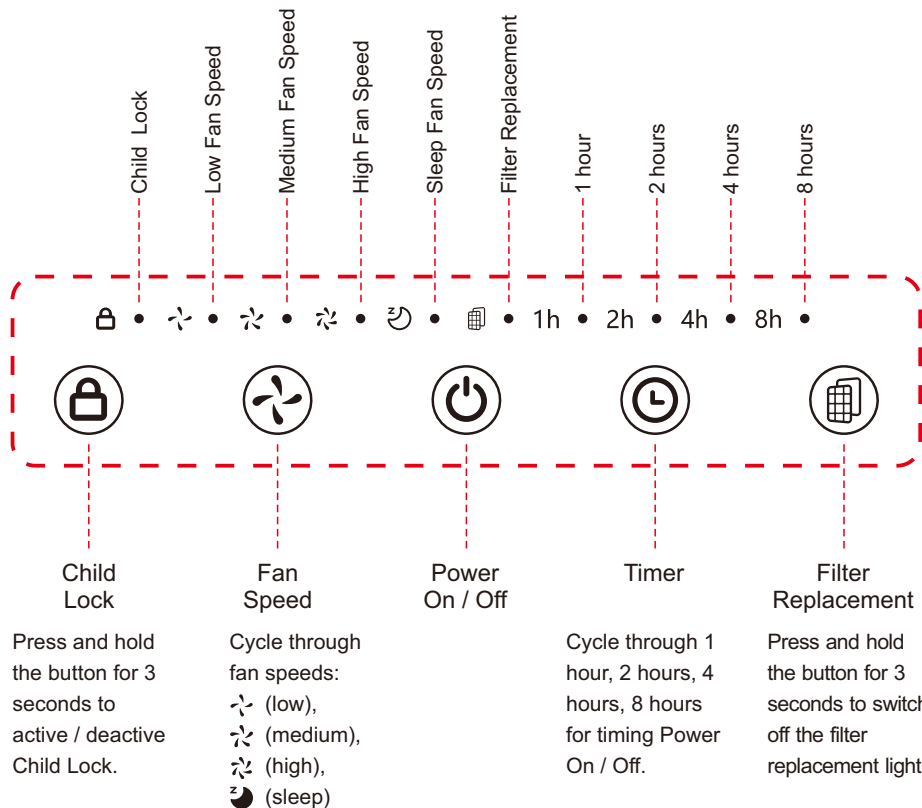 Child Lock
Low Fan Speed
Medium Fan Speed
High Fan Speed
Sleep Fan Speed
Filter Replacement
1 hour
2 hours
4 hours
8 hours
z 1h 2h 4h 8h
Child
Lock
Press and hold
the button for 3
seconds to
active / deactive
Child Lock.
Fan
Speed
Cycle through
fan speeds:
(low),
(medium),
(high),
z (sleep)
Power
On / Off
Timer
Cycle through 1
hour, 2 hours, 4
hours, 8 hours
for timing Power
On / Off.
Filter
Replacement
Press and hold
the button for 3
seconds to switch
off the filter
replacement light